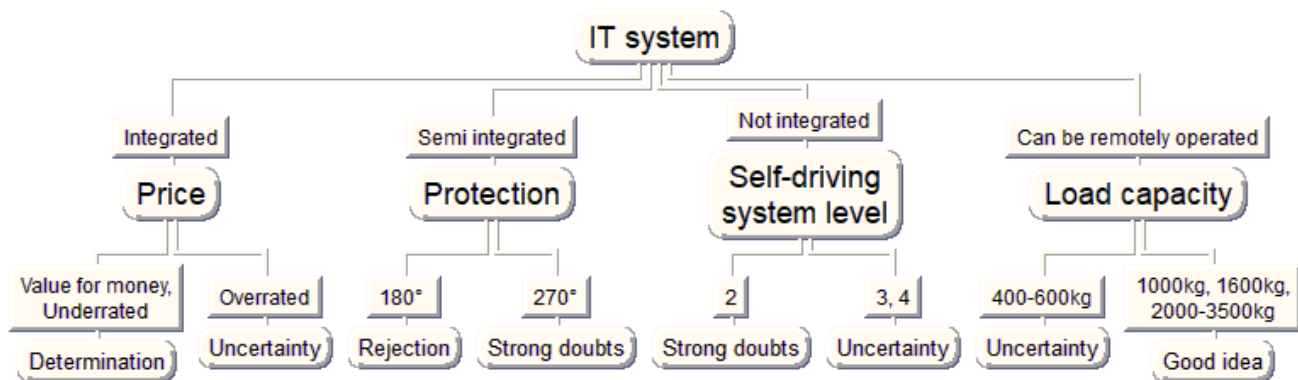 IT system
Integrated
Semi integrated
Not integrated
Can be remotely operated
Price
Protection
Self-driving
system level
Load capacity
Value for money,
Underrated
Overrated
180°
270°
2
3, 4
400-600kg
1000kg, 1600kg,
2000-3500kg
Determination
Uncertainty
Rejection
Strong doubts
Strong doubts
Uncertainty
Uncertainty
Good idea